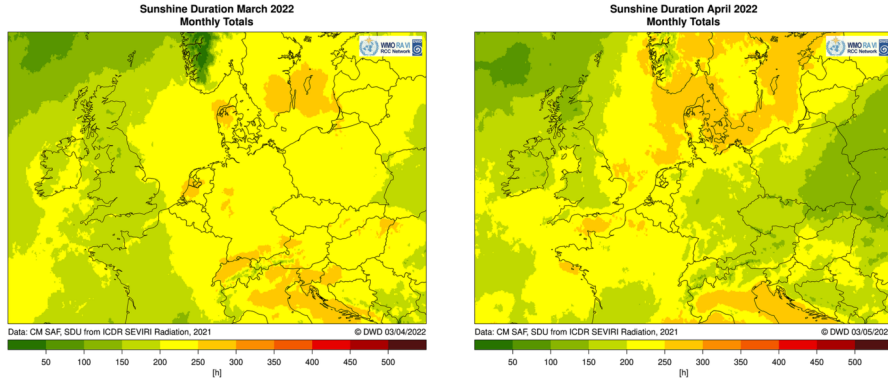 Sunshine Duration March 2022
Monthly Totals
WMO RA VI
RCC Network
Data: CM SAF, SDU from ICDR SEVIRI Radiation, 2021
© DWD 03/04/2022
50 100 150 200 250 300 350 400 450 500
[h]
Sunshine Duration April 2022
Monthly Totals
WMO RA VI
RCC Network
Data: CM SAF, SDU from ICDR SEVIRI Radiation, 2021
© DWD 03/05/202
50 100 150 200 250 300 350 400 450 500
[h]